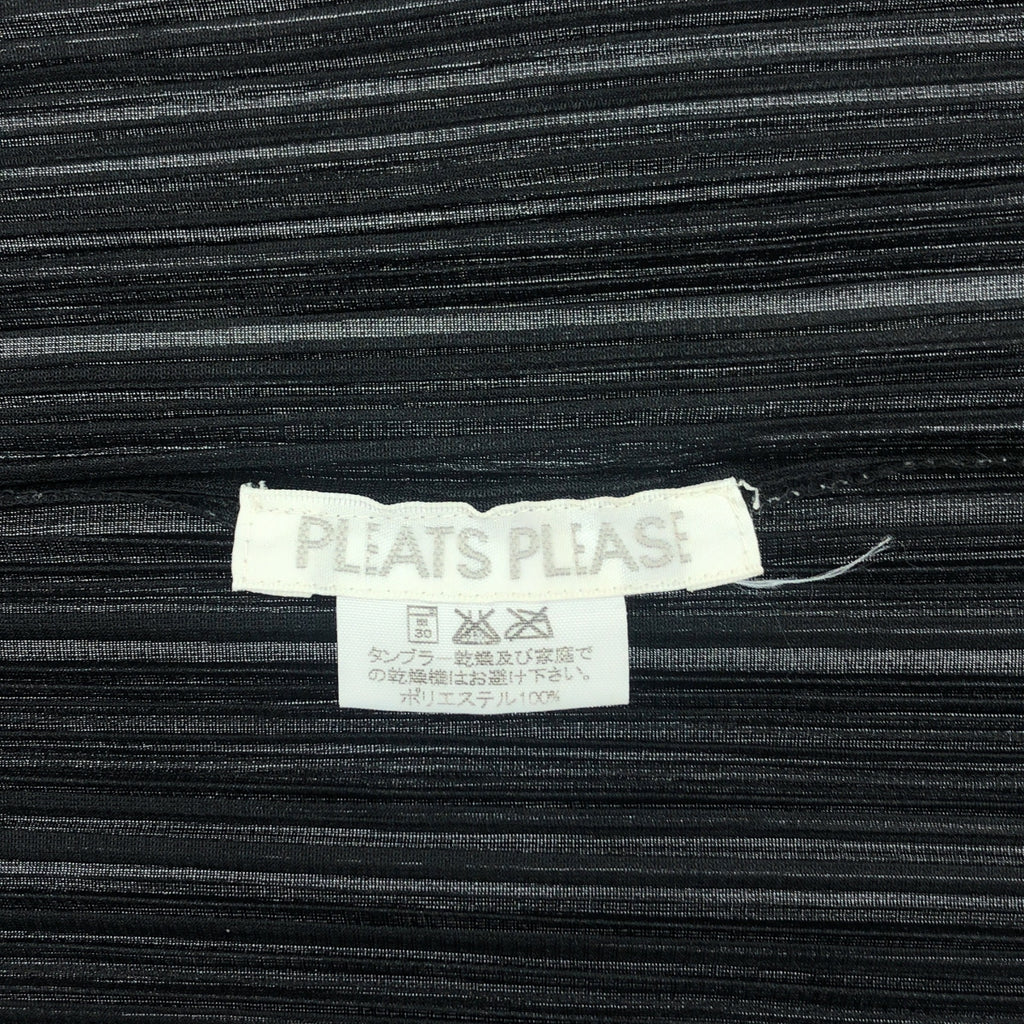 PLEATS PLEASE
30
タンブラー乾燥及び家庭で
の乾燥機はお避け下さい。
ポリエステル100%